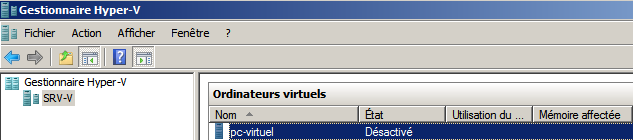 Gestionnaire Hyper-V
Fichier Action Afficher Fenêtre ?
Gestionnaire Hyper-V
SRV-V
Ordinateurs virtuels
Nom État Utilisation du ... Mémoire affectée
pc-virtuel Désactivé